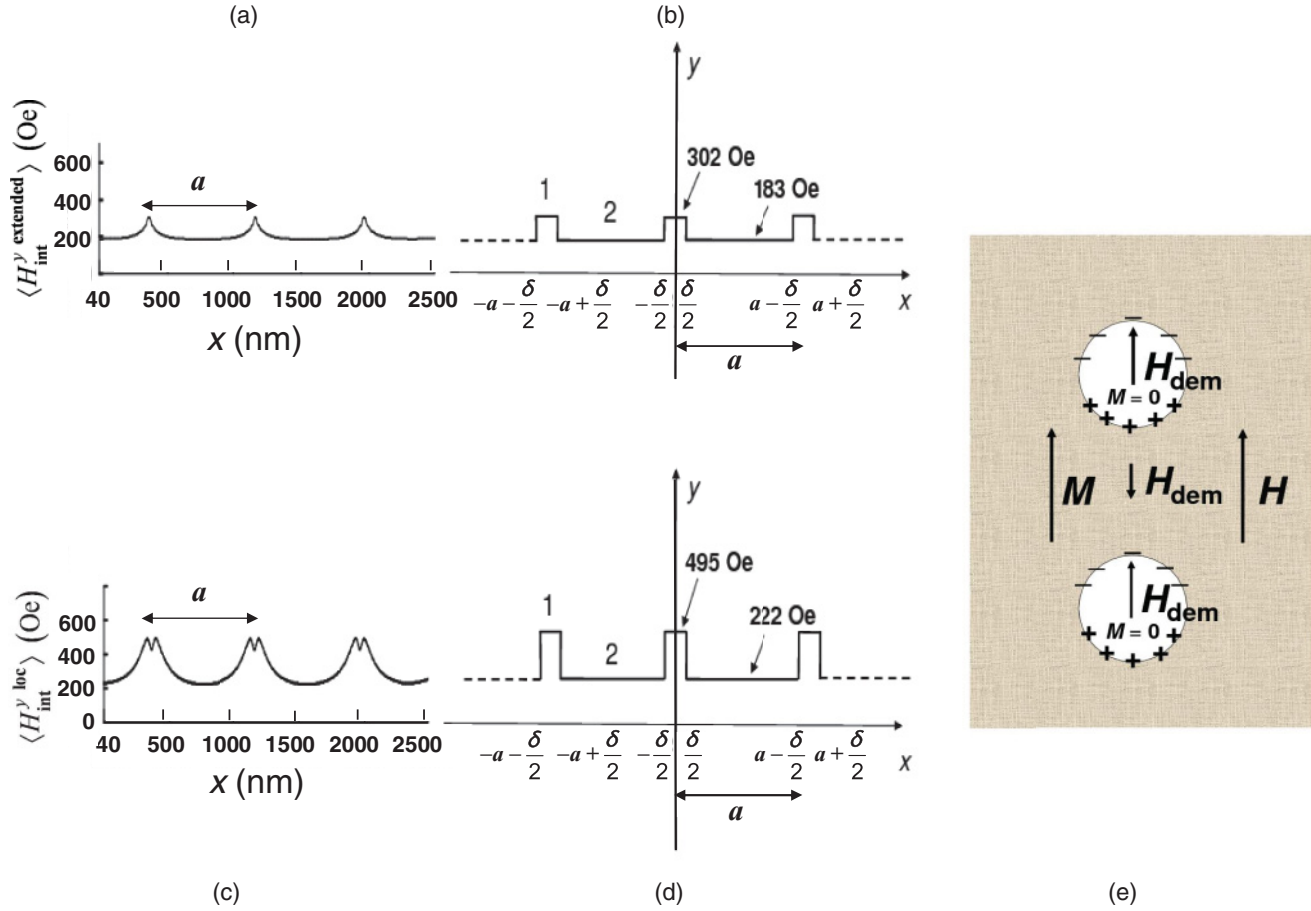 (a)
(b)
⟨H_int^{y extended}⟩ (Oe)
600
400
200
a
40 500 1000 1500 2000 2500
x (nm)
y
302 Oe
183 Oe
1
2
−a − δ/2 −a + δ/2 −δ/2 δ/2 a − δ/2 a + δ/2
x
a
⟨H_int^{y loc}⟩ (Oe)
600
400
200
0
a
40 500 1000 1500 2000 2500
x (nm)
y
495 Oe
222 Oe
1
2
−a − δ/2 −a + δ/2 −δ/2 δ/2 a − δ/2 a + δ/2
x
a
− − − − −
H_dem
M = 0
+ + + + +
M
H_dem
H
− − − − −
H_dem
M = 0
+ + + + +
(c)
(d)
(e)